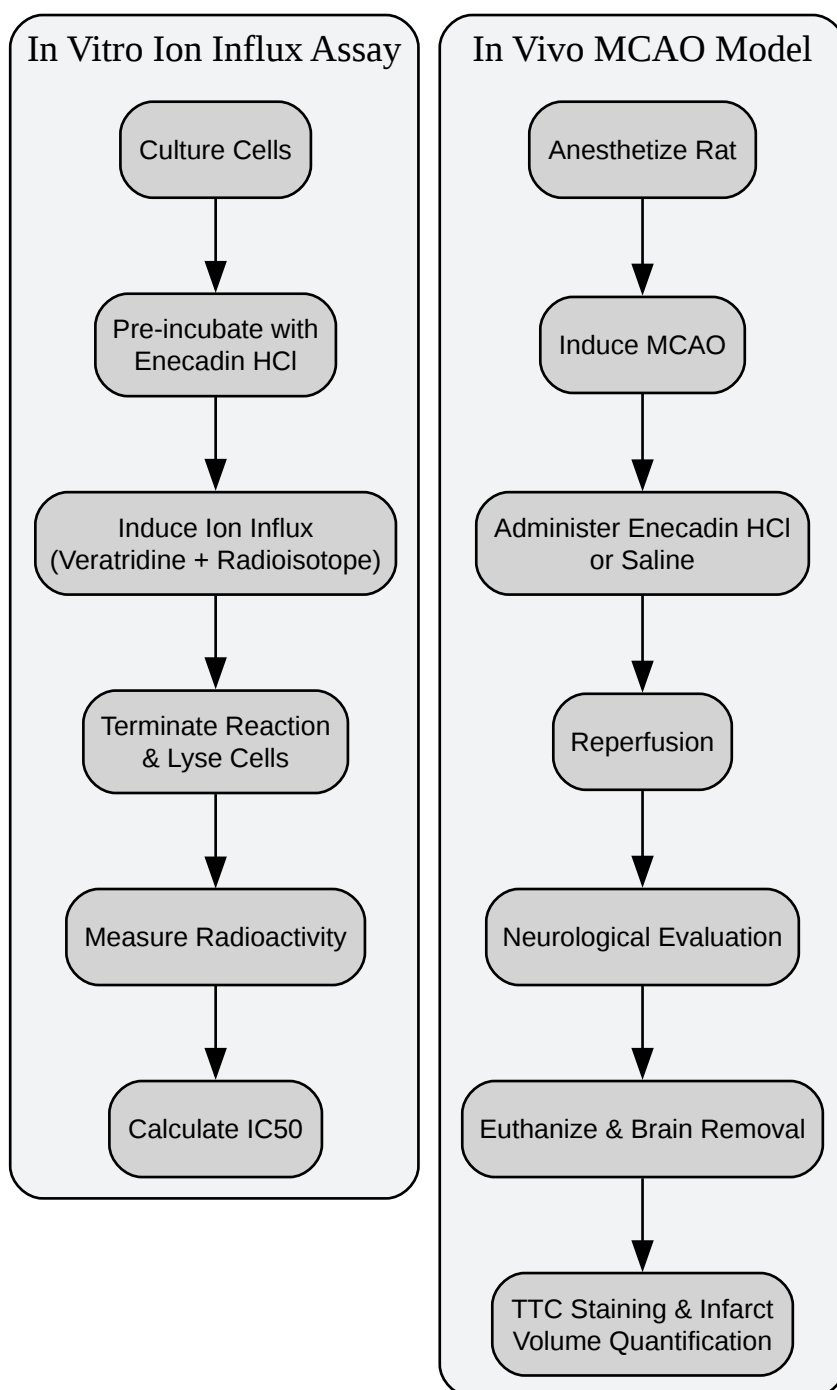 In Vitro Ion Influx Assay
Culture Cells
Pre-incubate with
Enecadin HCl
Induce Ion Influx
(Veratridine + Radioisotope)
Terminate Reaction
& Lyse Cells
Measure Radioactivity
Calculate IC50
In Vivo MCAO Model
Anesthetize Rat
Induce MCAO
Administer Enecadin HCl
or Saline
Reperfusion
Neurological Evaluation
Euthanize & Brain Removal
TTC Staining & Infarct
Volume Quantification